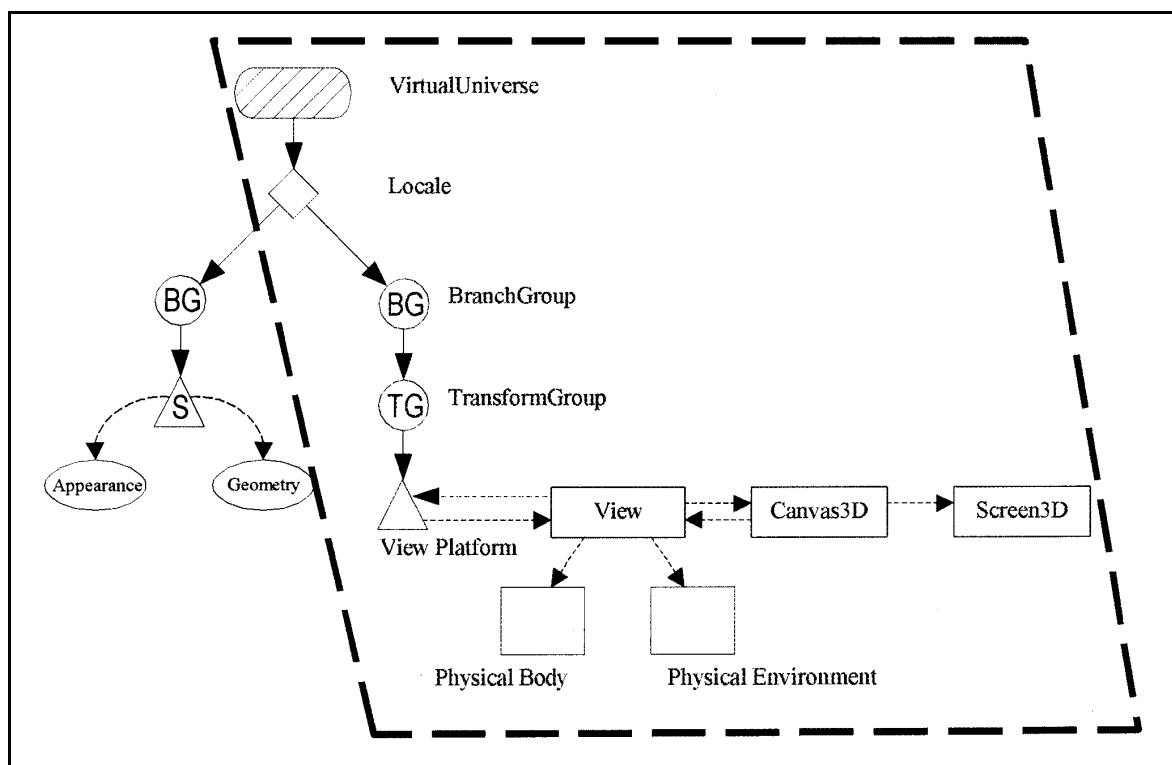 VirtualUniverse
Locale
BG
BG
BranchGroup
S
TG
TransformGroup
Appearance
Geometry
View
Canvas3D
Screen3D
View Platform
Physical Body
Physical Environment